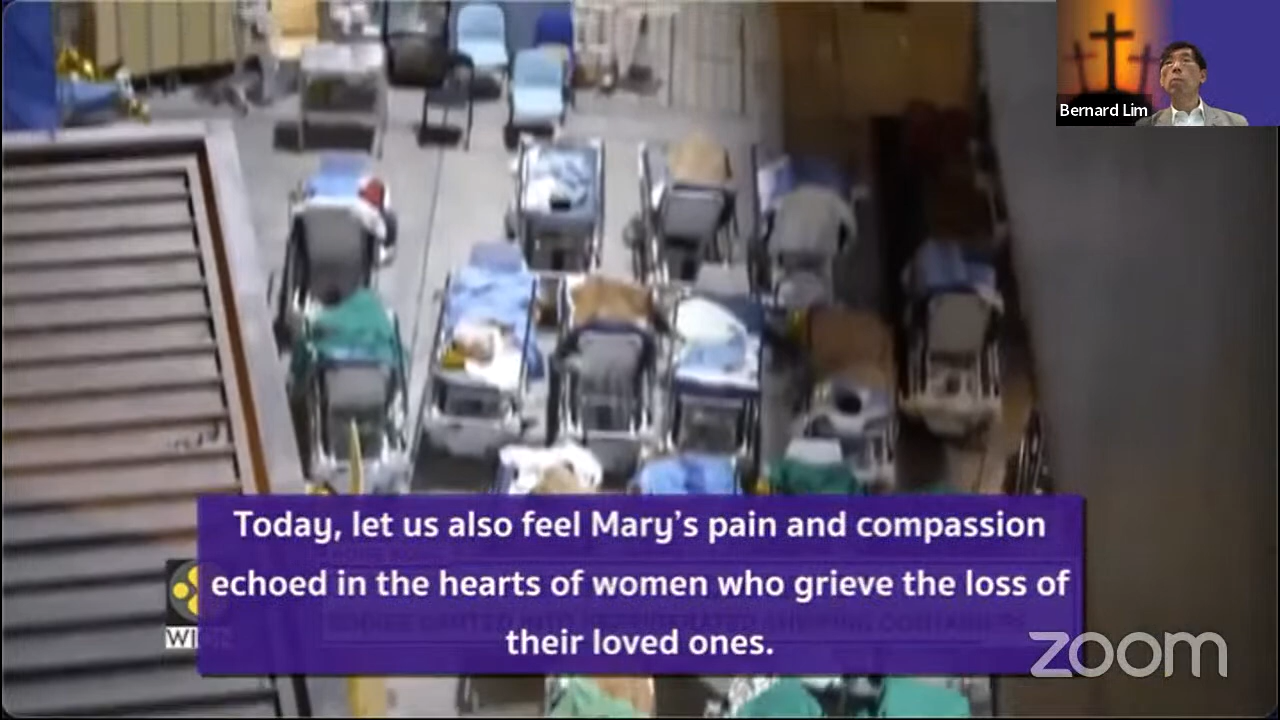 Bernard Lim
Today, let us also feel Mary's pain and compassion
echoed in the hearts of women who grieve the loss of
their loved ones.
zoom